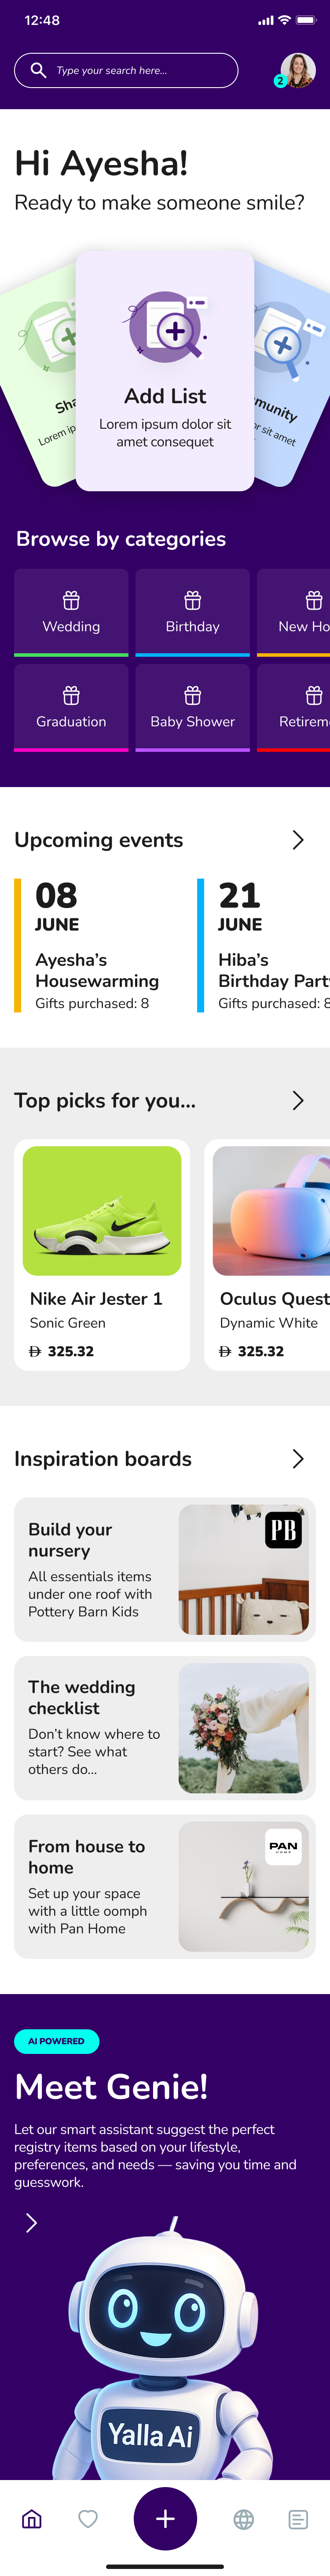 12:48
Type your search here...
2
Hi Ayesha!
Ready to make someone smile?
Sha
Lorem ip
Add List
Lorem ipsum dolor sit
amet consequet
munity
or sit amet
Browse by categories
Wedding
Birthday
New Ho
Graduation
Baby Shower
Retirem
Upcoming events
08
JUNE
Ayesha's
Housewarming
Gifts purchased: 8
21
JUNE
Hiba's
Birthday Part
Gifts purchased: 8
Top picks for you...
Nike Air Jester 1
Sonic Green
325.32
Oculus Quest
Dynamic White
325.32
Inspiration boards
Build your
nursery
All essentials items
under one roof with
Pottery Barn Kids
PB
The wedding
checklist
Don't know where to
start? See what
others do...
From house to
home
Set up your space
with a little oomph
with Pan Home
PAN
HOME
AI POWERED
Meet Genie!
Let our smart assistant suggest the perfect
registry items based on your lifestyle,
preferences, and needs — saving you time and
guesswork.
Yalla Ai